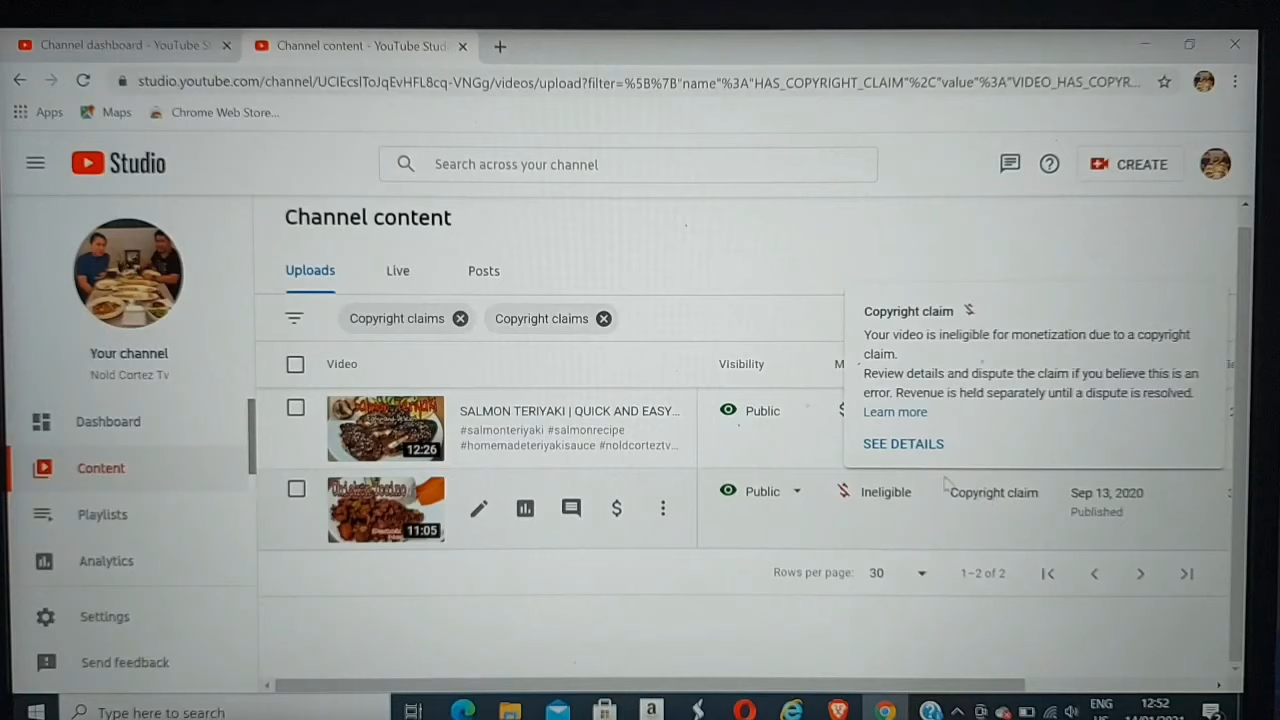 Channel dashboard - YouTube S
Channel content - YouTube Stud
studio.youtube.com/channel/UCIEcslToJqEvHFL8cq-VNGg/videos/upload?filter=%5B%7B"name"%3A"HAS_COPYRIGHT_CLAIM"%2C"value"%3A"VIDEO_HAS_COPYR...
Apps
Maps
Chrome Web Store...
Studio
Search across your channel
CREATE
Channel content
Uploads
Live
Posts
Copyright claims
Copyright claims
Copyright claim
Your video is ineligible for monetization due to a copyright
claim.
Review details and dispute the claim if you believe this is an
error. Revenue is held separately until a dispute is resolved.
Learn more
SEE DETAILS
Your channel
Nold Cortez Tv
Video
Visibility
M
12:26
SALMON TERIYAKI | QUICK AND EASY...
#salmonteriyaki #salmonrecipe
#homemadeteriyakisauce #noldcorteztv...
Public
Dashboard
Content
Playlists
Analytics
Settings
Send feedback
11:05
Public
Ineligible
Copyright claim
Sep 13, 2020
Published
Rows per page:
30
1–2 of 2
Type here to search
ENG
12:52